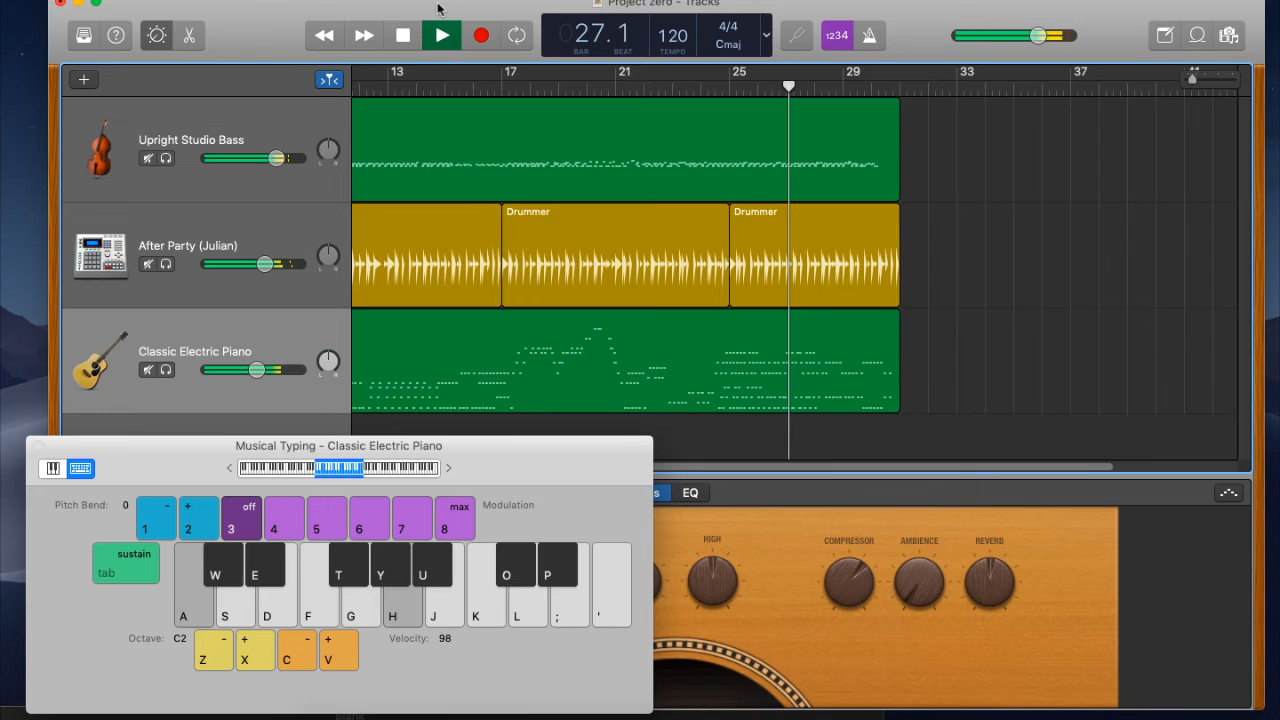 Project zero - Tracks
27.1
BAR BEAT
120
TEMPO
4/4
Cmaj
1234
13 17 21 25 29 33 37 41
Upright Studio Bass
L R
After Party (Julian)
L R
Drummer
Drummer
Classic Electric Piano
L R
Musical Typing - Classic Electric Piano
Pitch Bend: 0
- 1
+ 2
off 3
4
5
6
7
max 8
Modulation
sustain
tab
W E T Y U O P
A S D F G H J K L ; '
Octave: C2
Velocity: 98
- Z
+ X
- C
+ V
EQ
HIGH
COMPRESSOR
AMBIENCE
REVERB